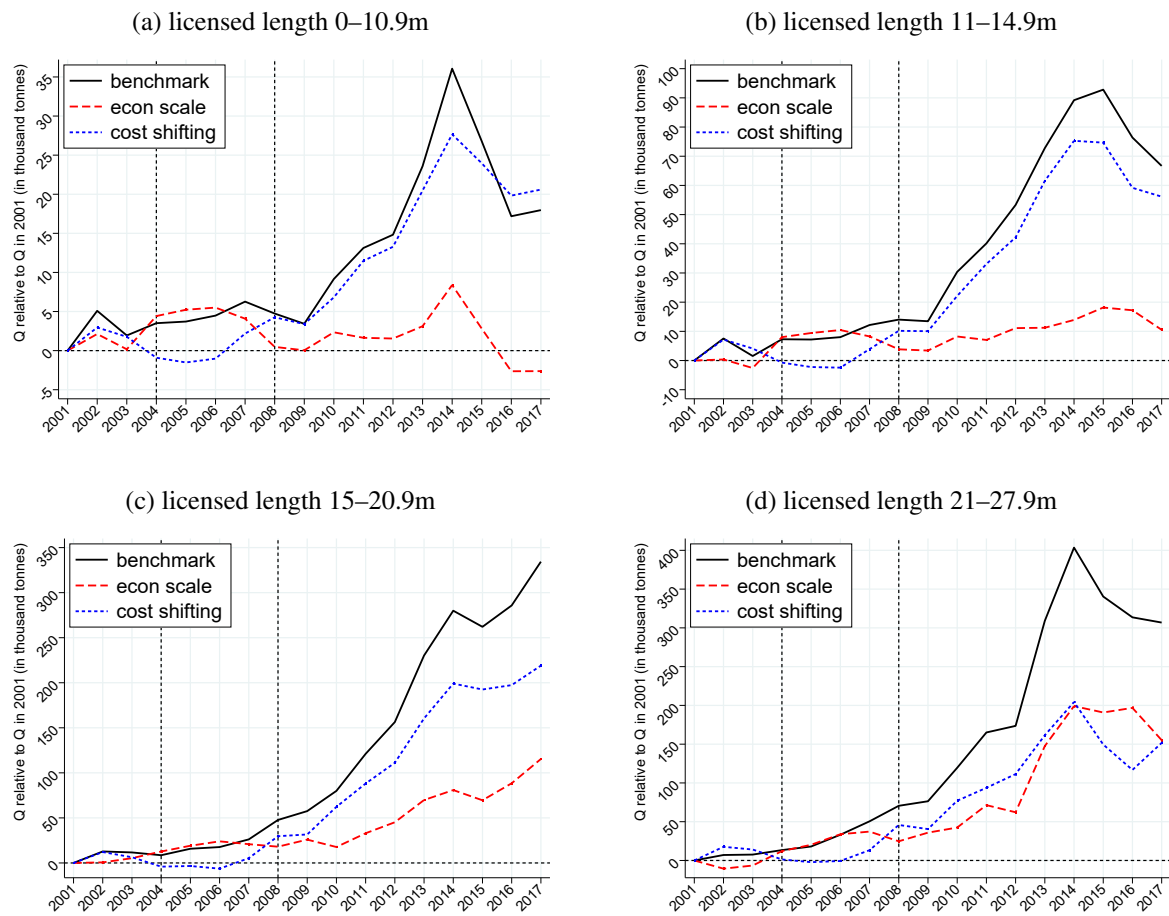 (a) licensed length 0–10.9m
Q relative to Q in 2001 (in thousand tonnes)
35
30
25
20
15
10
5
0
-5
benchmark
econ scale
cost shifting
2001 2002 2003 2004 2005 2006 2007 2008 2009 2010 2011 2012 2013 2014 2015 2016 2017
(b) licensed length 11–14.9m
Q relative to Q in 2001 (in thousand tonnes)
100
90
80
70
60
50
40
30
20
10
0
-10
benchmark
econ scale
cost shifting
2001 2002 2003 2004 2005 2006 2007 2008 2009 2010 2011 2012 2013 2014 2015 2016 2017
(c) licensed length 15–20.9m
Q relative to Q in 2001 (in thousand tonnes)
350
300
250
200
150
100
50
0
benchmark
econ scale
cost shifting
2001 2002 2003 2004 2005 2006 2007 2008 2009 2010 2011 2012 2013 2014 2015 2016 2017
(d) licensed length 21–27.9m
Q relative to Q in 2001 (in thousand tonnes)
400
350
300
250
200
150
100
50
0
benchmark
econ scale
cost shifting
2001 2002 2003 2004 2005 2006 2007 2008 2009 2010 2011 2012 2013 2014 2015 2016 2017